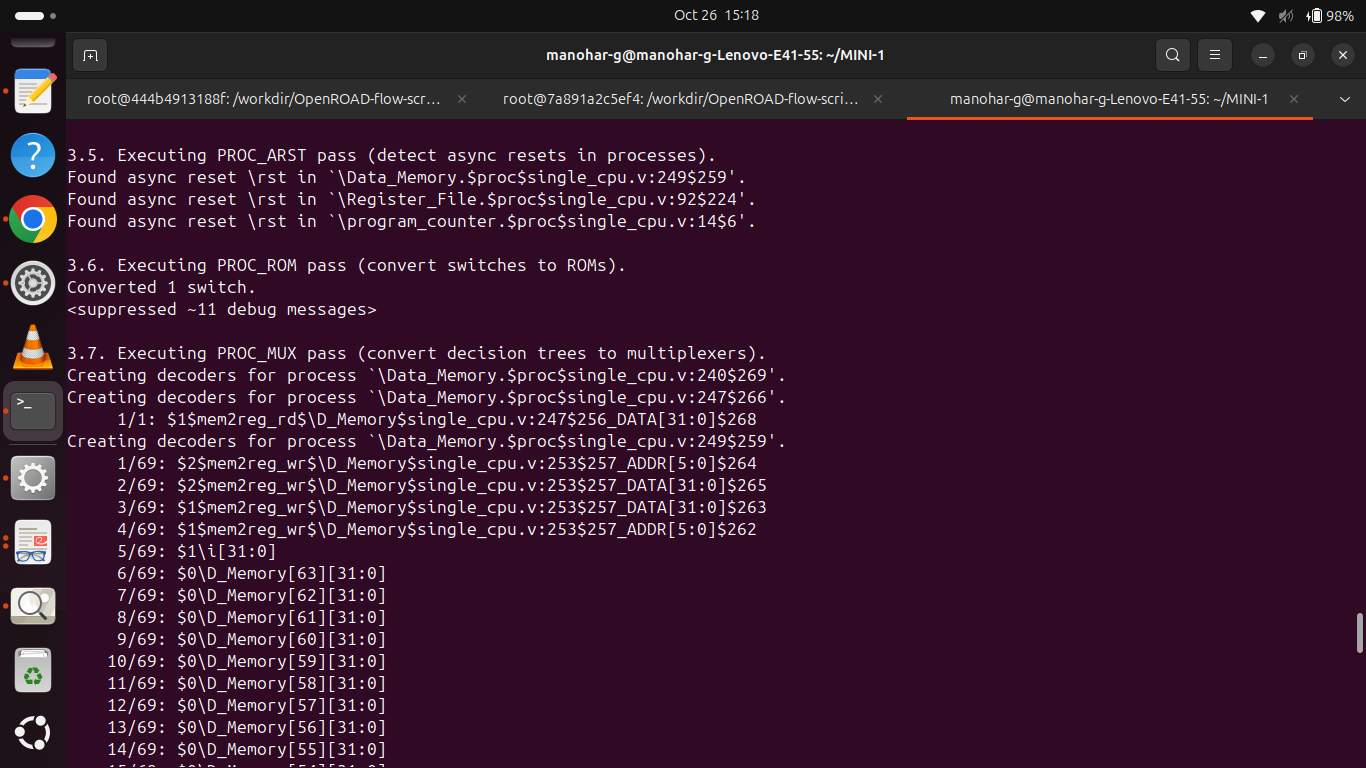 Oct 26 15:18
98%
manohar-g@manohar-g-Lenovo-E41-55: ~/MINI-1
root@444b4913188f: /workdir/OpenROAD-flow-scr...
root@7a891a2c5ef4: /workdir/OpenROAD-flow-scri...
manohar-g@manohar-g-Lenovo-E41-55: ~/MINI-1
3.5. Executing PROC_ARST pass (detect async resets in processes).
Found async reset \rst in `\Data_Memory.$proc$single_cpu.v:249$259'.
Found async reset \rst in `\Register_File.$proc$single_cpu.v:92$224'.
Found async reset \rst in `\program_counter.$proc$single_cpu.v:14$6'.
3.6. Executing PROC_ROM pass (convert switches to ROMs).
Converted 1 switch.
<suppressed ~11 debug messages>
3.7. Executing PROC_MUX pass (convert decision trees to multiplexers).
Creating decoders for process `\Data_Memory.$proc$single_cpu.v:240$269'.
Creating decoders for process `\Data_Memory.$proc$single_cpu.v:247$266'.
1/1: $1$mem2reg_rd$\D_Memory$single_cpu.v:247$256_DATA[31:0]$268
Creating decoders for process `\Data_Memory.$proc$single_cpu.v:249$259'.
1/69: $2$mem2reg_wr$\D_Memory$single_cpu.v:253$257_ADDR[5:0]$264
2/69: $2$mem2reg_wr$\D_Memory$single_cpu.v:253$257_DATA[31:0]$265
3/69: $1$mem2reg_wr$\D_Memory$single_cpu.v:253$257_DATA[31:0]$263
4/69: $1$mem2reg_wr$\D_Memory$single_cpu.v:253$257_ADDR[5:0]$262
5/69: $1\i[31:0]
6/69: $0\D_Memory[63][31:0]
7/69: $0\D_Memory[62][31:0]
8/69: $0\D_Memory[61][31:0]
9/69: $0\D_Memory[60][31:0]
10/69: $0\D_Memory[59][31:0]
11/69: $0\D_Memory[58][31:0]
12/69: $0\D_Memory[57][31:0]
13/69: $0\D_Memory[56][31:0]
14/69: $0\D_Memory[55][31:0]